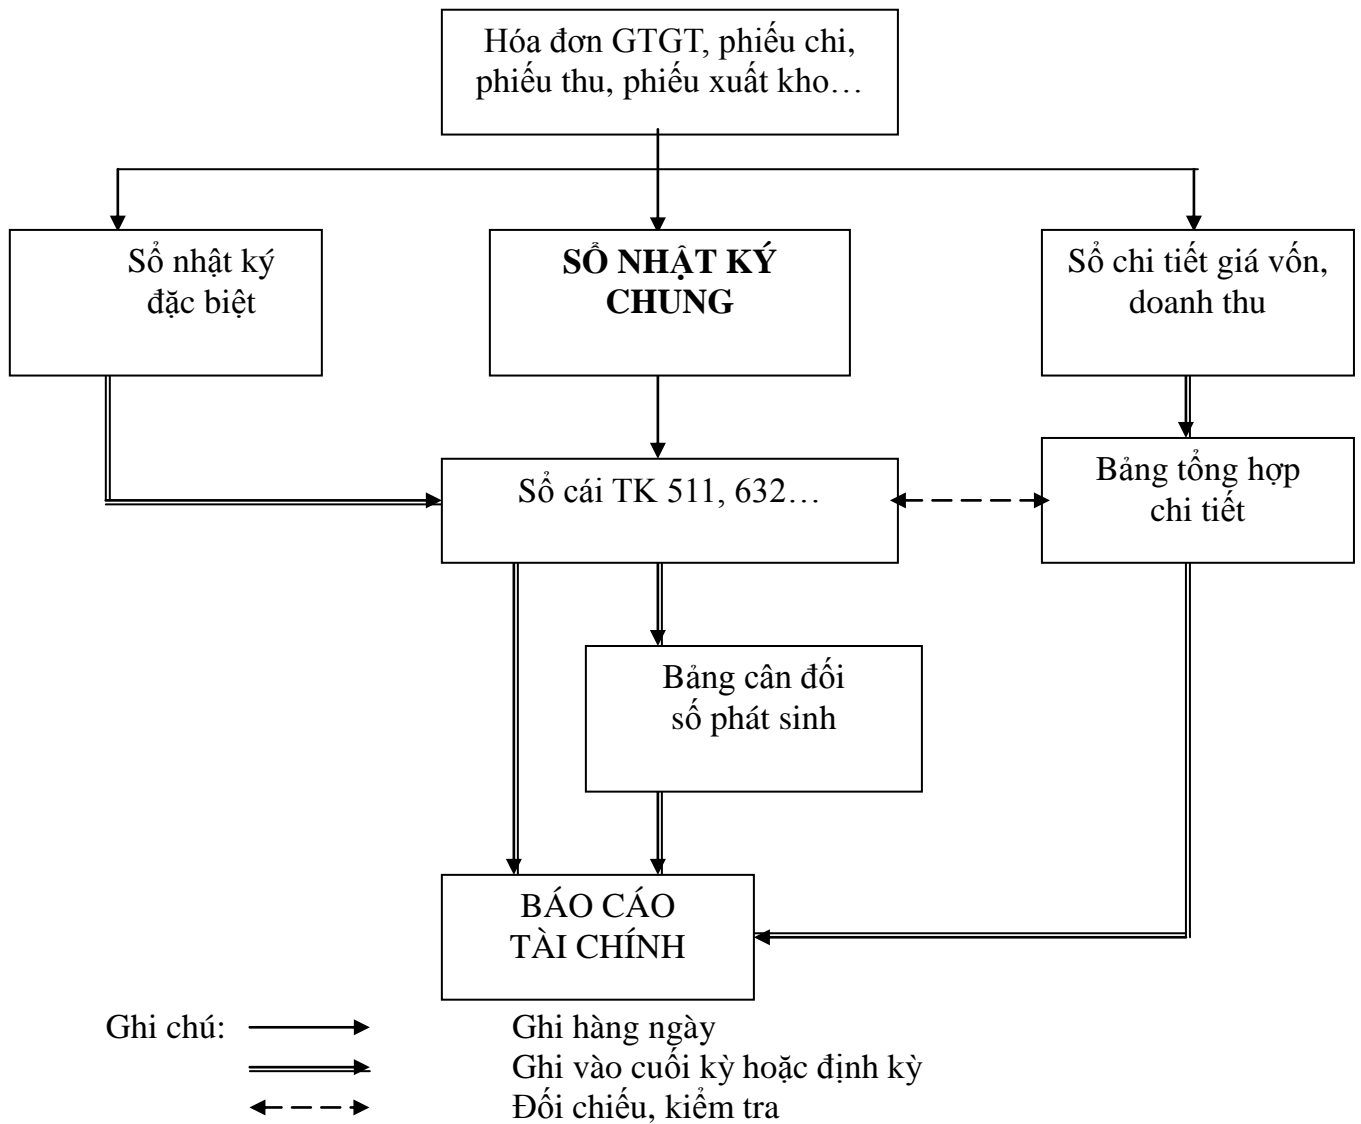 Hóa đơn GTGT, phiếu chi,
phiếu thu, phiếu xuất kho…
Sổ nhật ký
đặc biệt
SỔ NHẬT KÝ
CHUNG
Sổ chi tiết giá vốn,
doanh thu
Sổ cái TK 511, 632…
Bảng tổng hợp
chi tiết
Bảng cân đối
số phát sinh
BÁO CÁO
TÀI CHÍNH
Ghi chú:
Ghi hàng ngày
Ghi vào cuối kỳ hoặc định kỳ
Đối chiếu, kiểm tra